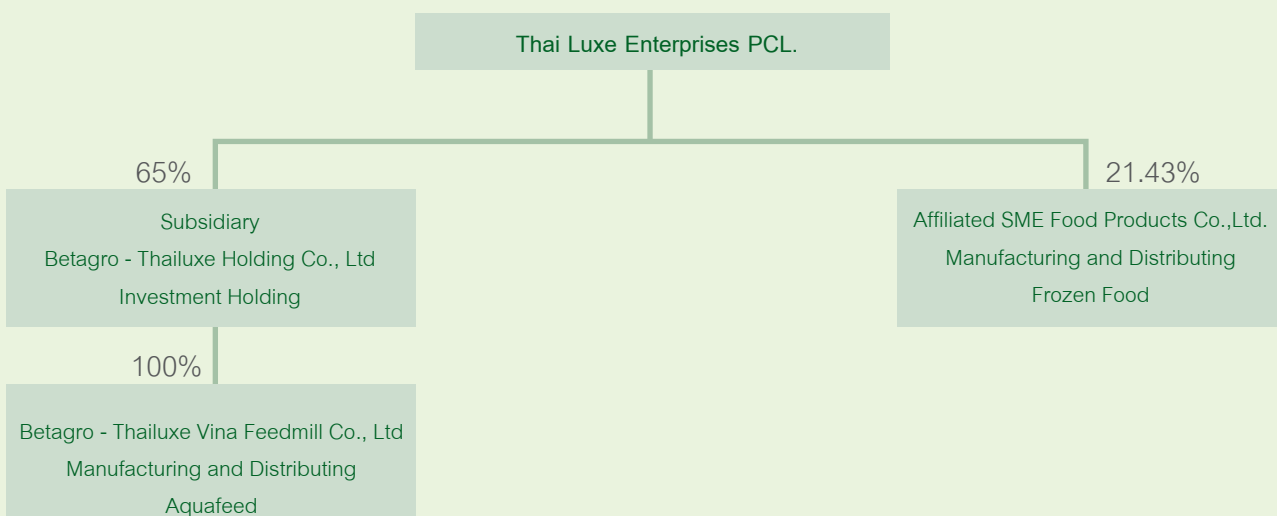 Thai Luxe Enterprises PCL.
65%
Subsidiary
Betagro - Thailuxe Holding Co., Ltd
Investment Holding
21.43%
Affiliated SME Food Products Co.,Ltd.
Manufacturing and Distributing
Frozen Food
100%
Betagro - Thailuxe Vina Feedmill Co., Ltd
Manufacturing and Distributing
Aquafeed